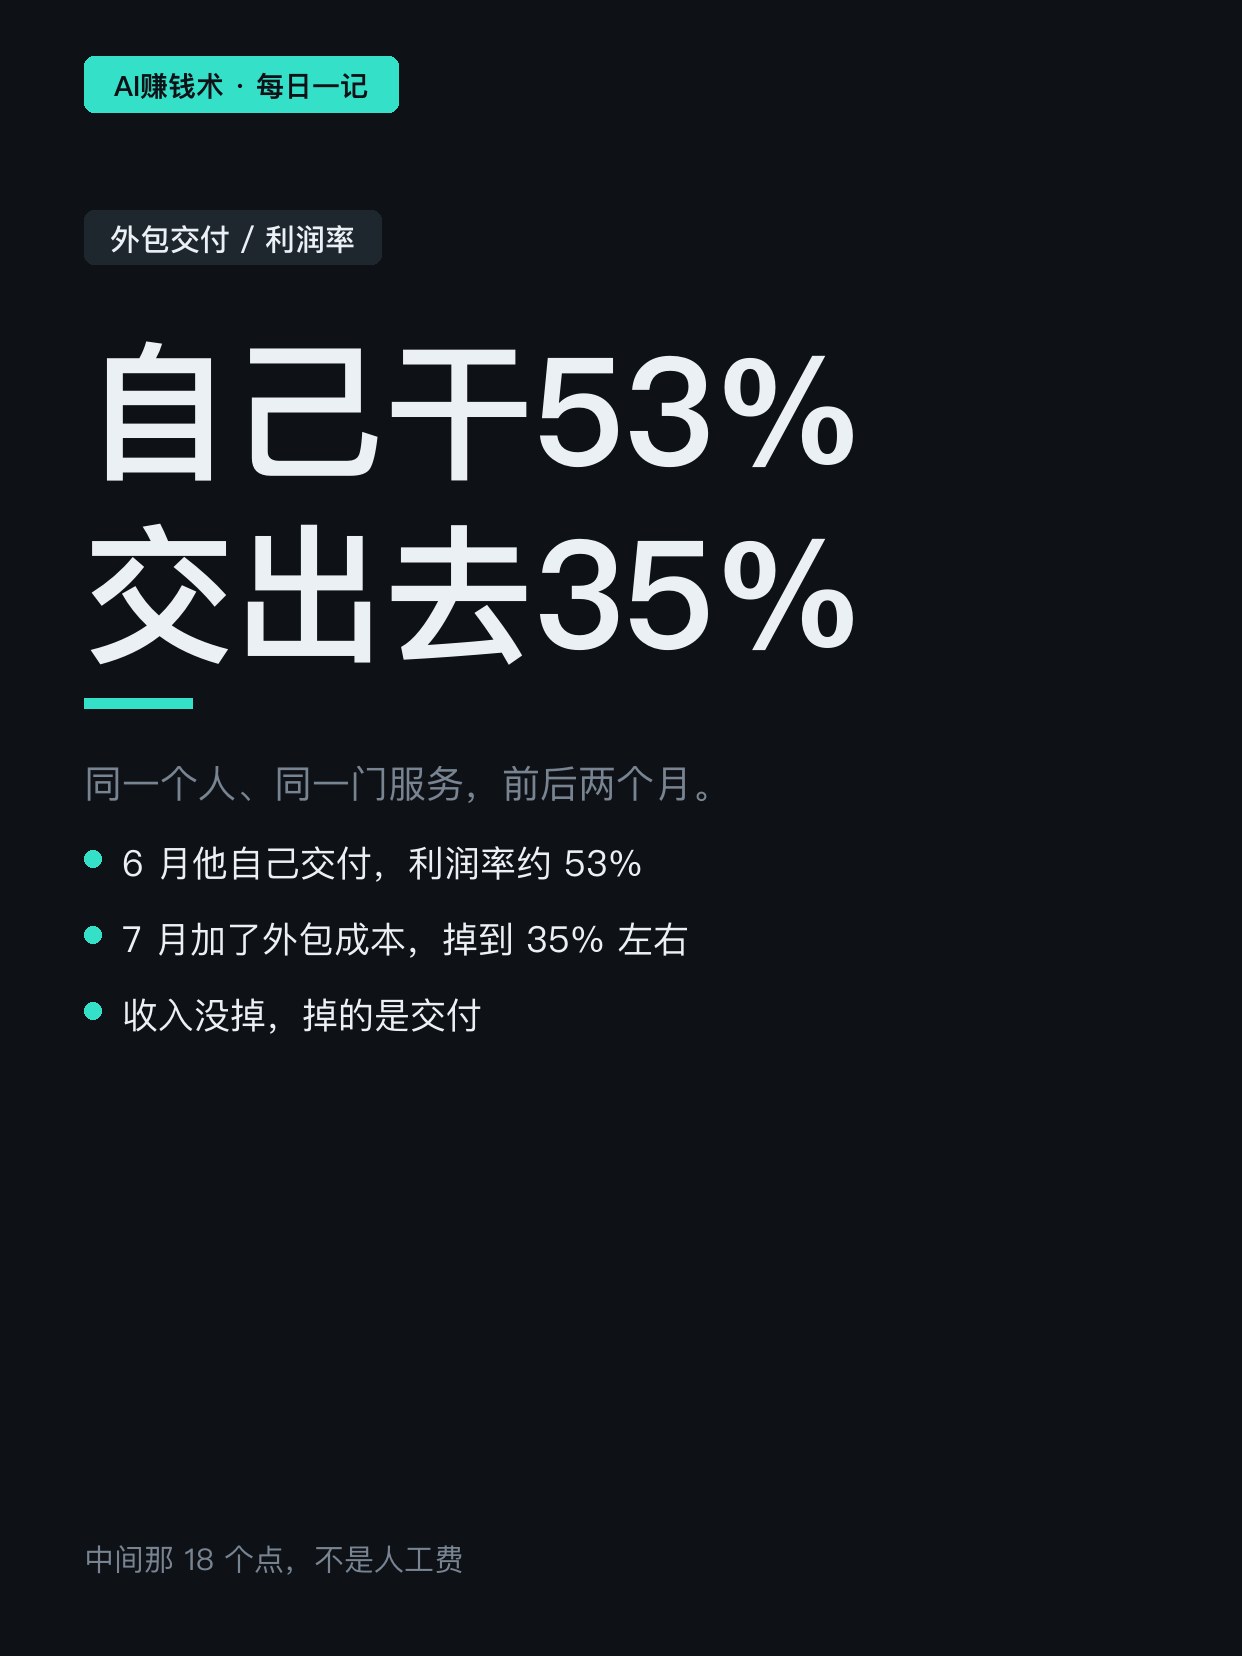 AI赚钱术 · 每日一记
外包交付 / 利润率
自己干53%
交出去35%
同一个人、同一门服务，前后两个月。
6 月他自己交付，利润率约 53%
7 月加了外包成本，掉到 35% 左右
收入没掉，掉的是交付
中间那 18 个点，不是人工费